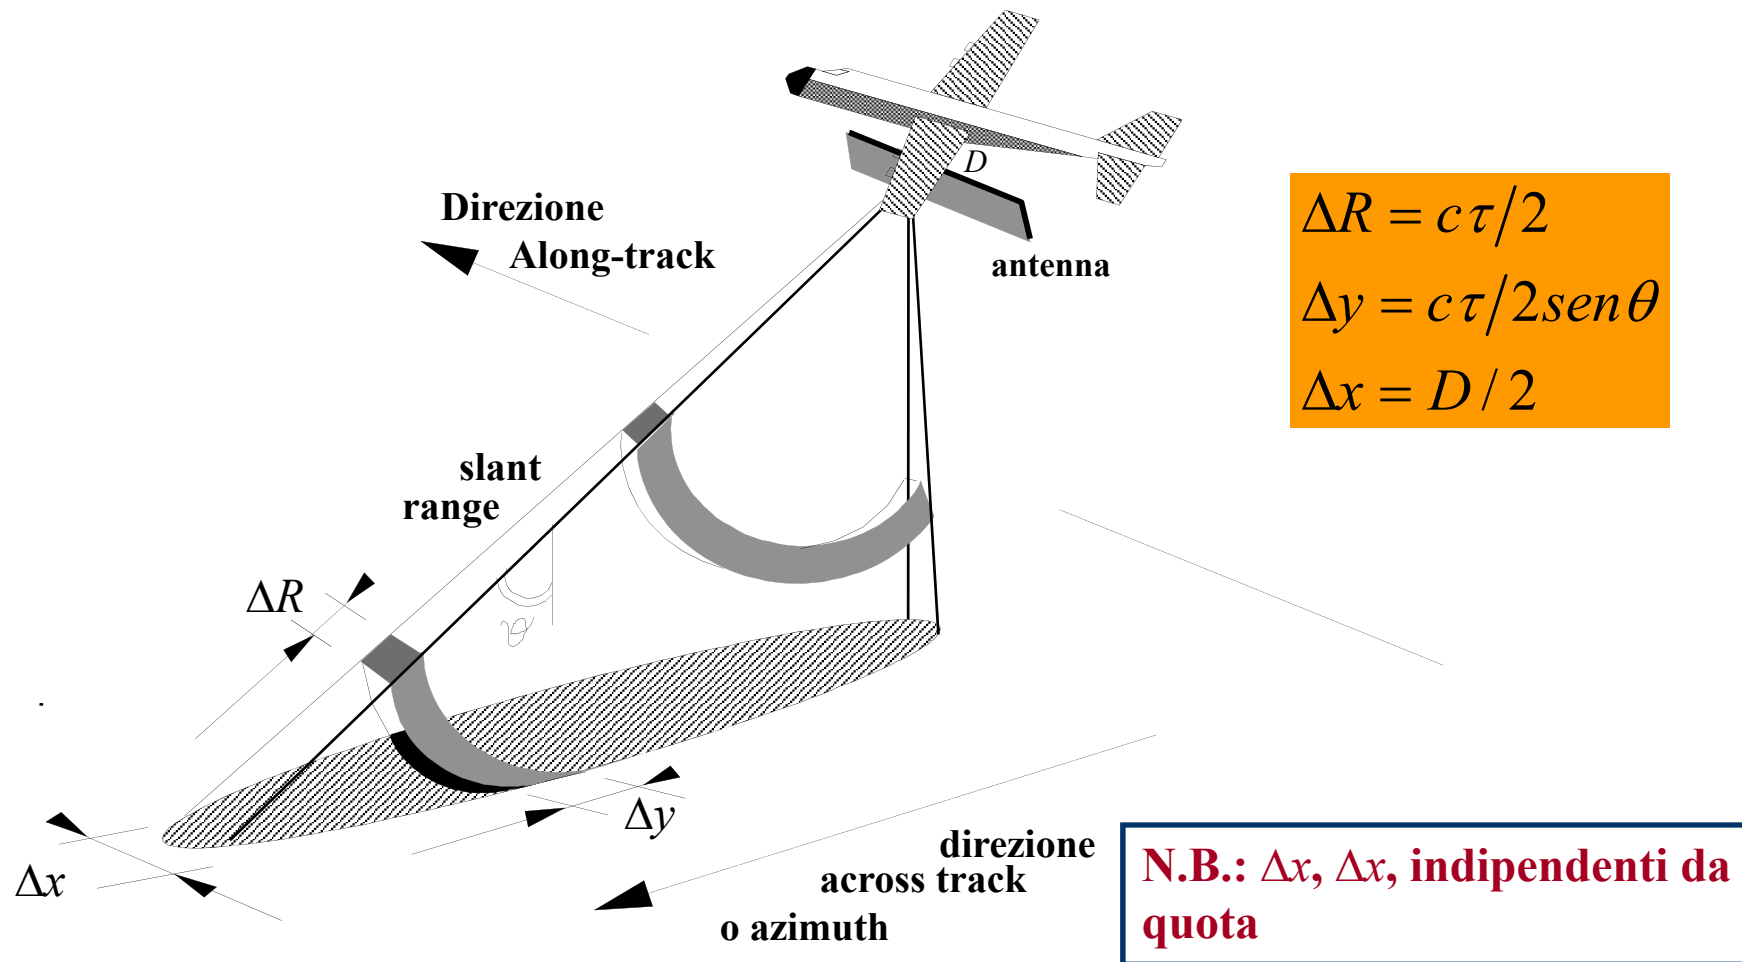 D
Direzione
Along-track
antenna
ΔR = cτ/2
Δy = cτ/2senθ
Δx = D / 2
slant
range
ΔR
Δy
Δx
direzione
across track
o azimuth
N.B.: Δx, Δx, indipendenti da
quota